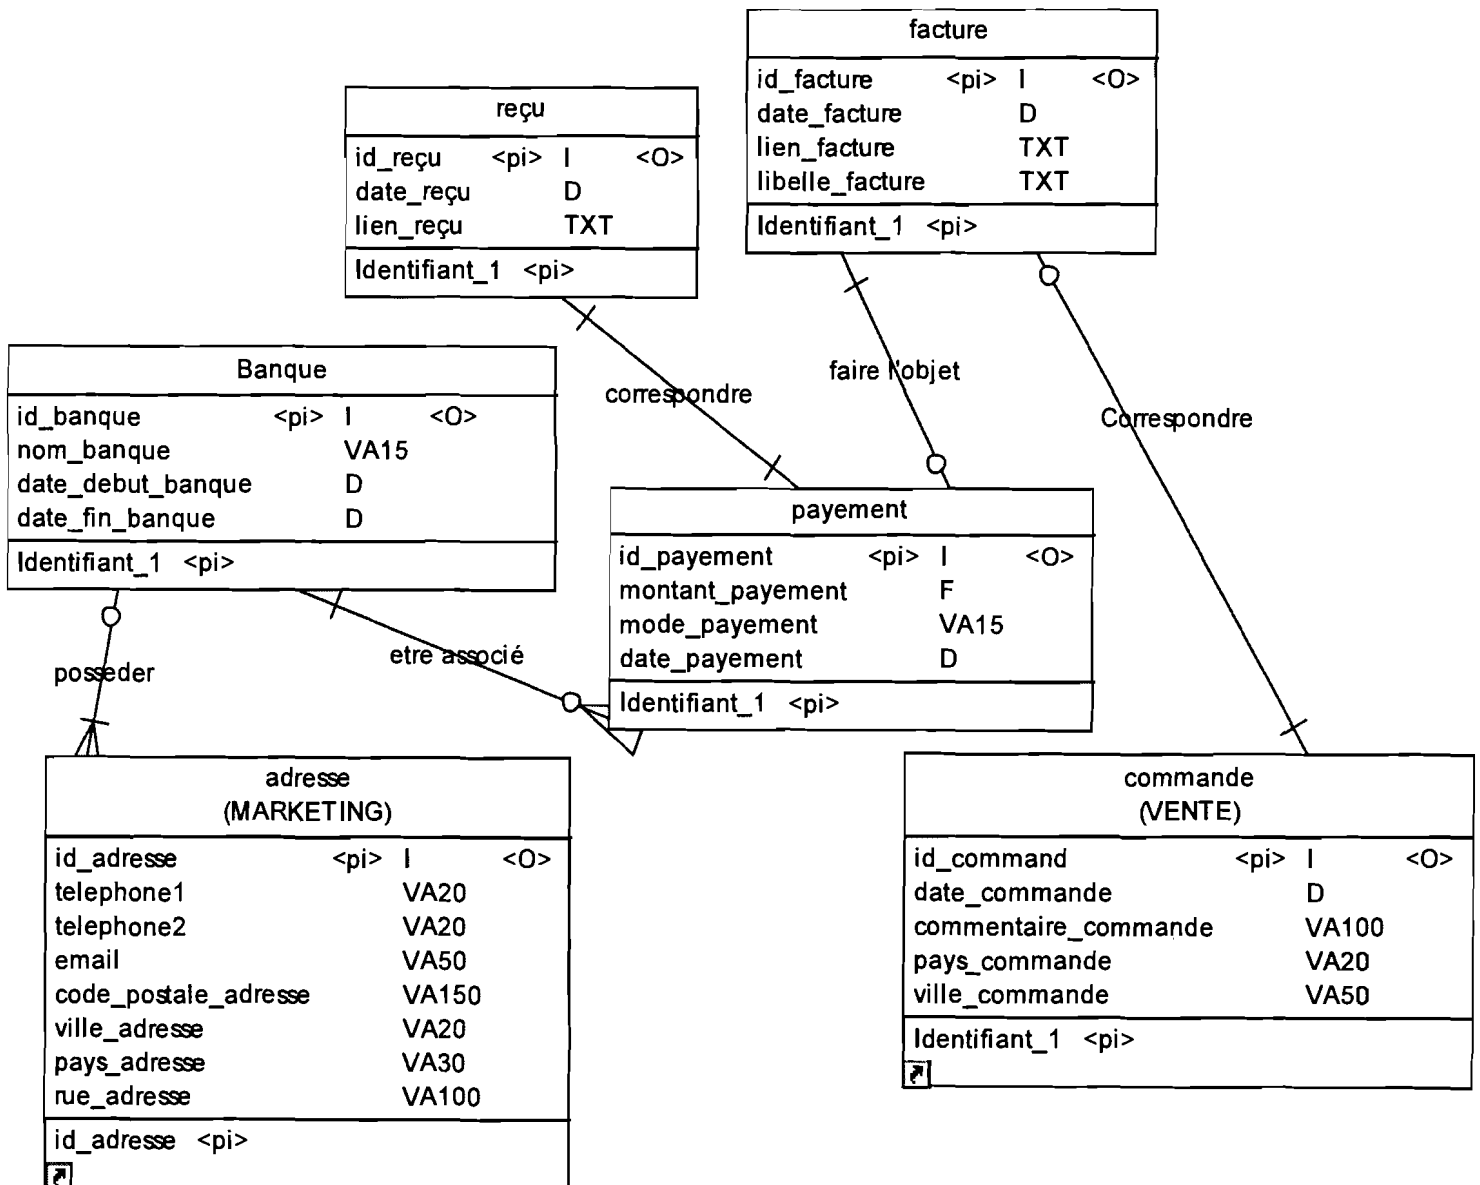 facture
id_facture <pi> I <O>
date_facture D
lien_facture TXT
libelle_facture TXT
Identifiant_1 <pi>
reçu
id_reçu <pi> I <O>
date_reçu D
lien_reçu TXT
Identifiant_1 <pi>
Banque
id_banque <pi> I <O>
nom_banque VA15
date_debut_banque D
date_fin_banque D
Identifiant_1 <pi>
correspondre
faire l'objet
Correspondre
payement
id_payement <pi> I <O>
montant_payement F
mode_payement VA15
date_payement D
Identifiant_1 <pi>
posseder
etre associé
adresse
(MARKETING)
id_adresse <pi> I <O>
telephone1 VA20
telephone2 VA20
email VA50
code_postale_adresse VA150
ville_adresse VA20
pays_adresse VA30
rue_adresse VA100
id_adresse <pi>
commande
(VENTE)
id_command <pi> I <O>
date_commande D
commentaire_commande VA100
pays_commande VA20
ville_commande VA50
Identifiant_1 <pi>